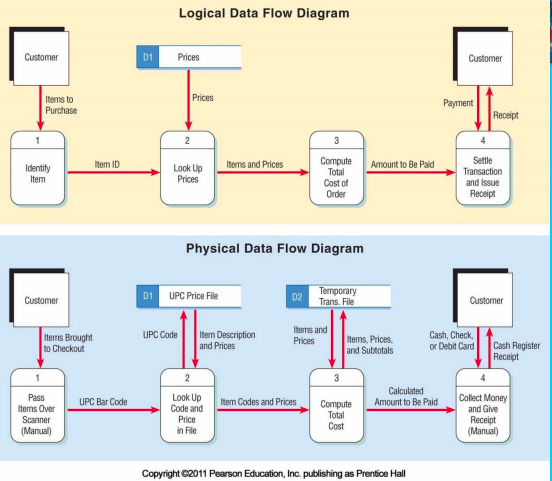 Logical Data Flow Diagram
Customer
D1 Prices
Customer
Items to
Purchase
Prices
Payment
Receipt
1
Identify
Item
Item ID
2
Look Up
Prices
Items and Prices
3
Compute
Total
Cost of
Order
Amount to Be Paid
4
Settle
Transaction
and Issue
Receipt
Physical Data Flow Diagram
Customer
D1 UPC Price File
D2 Temporary
Trans. File
Customer
Items Brought
to Checkout
UPC Code
Item Description
and Prices
Items and
Prices
Items, Prices,
and Subtotals
Cash, Check,
or Debit Card
Cash Register
Receipt
1
Pass
Items Over
Scanner
(Manual)
UPC Bar Code
2
Look Up
Code and
Price
in File
Item Codes and Prices
3
Compute
Total
Cost
Calculated
Amount to Be Paid
4
Collect Money
and Give
Receipt
(Manual)
Copyright ©2011 Pearson Education, Inc. publishing as Prentice Hall